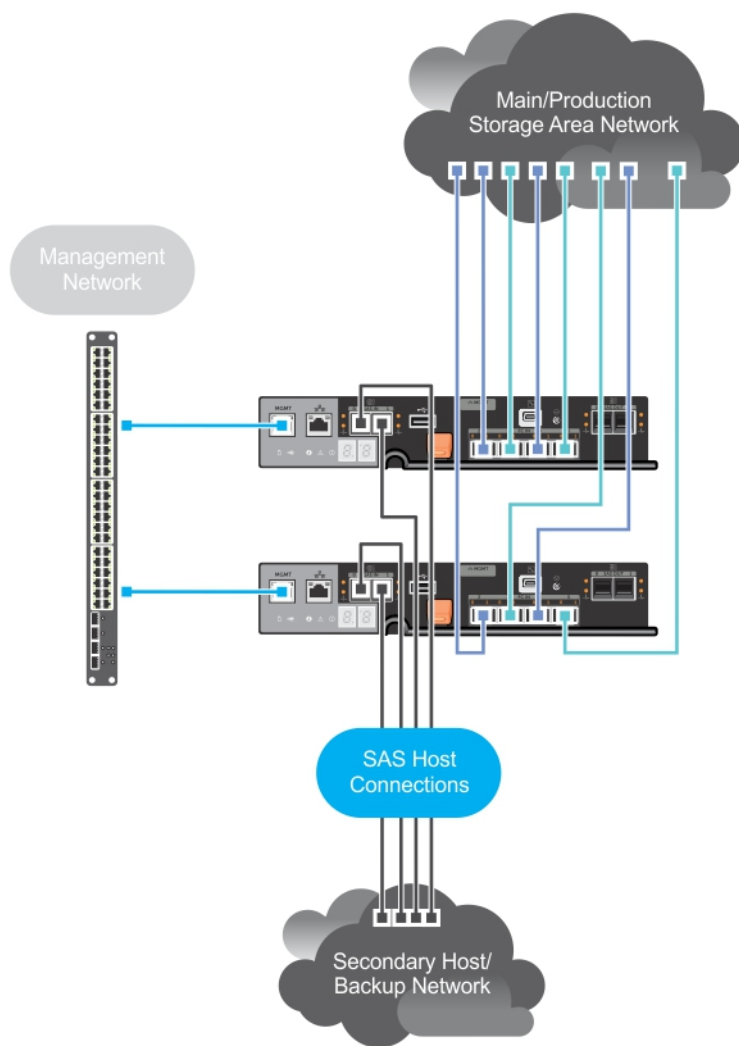 Main/Production
Storage Area Network
Management
Network
MGMT
MGMT
SAS Host
Connections
Secondary Host/
Backup Network